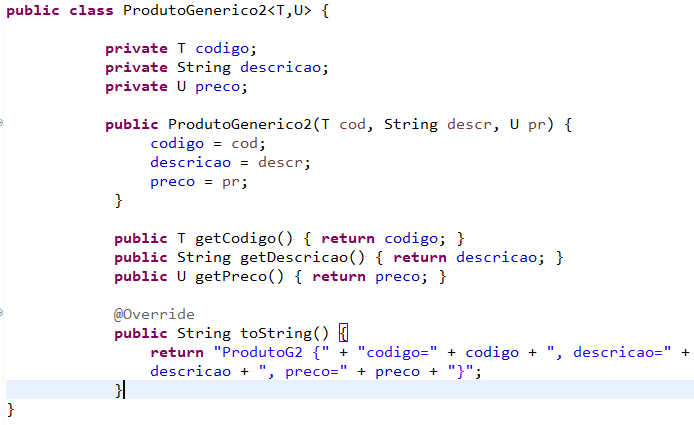 public class ProdutoGenerico2<T,U> {
private T codigo;
private String descricao;
private U preco;
public ProdutoGenerico2(T cod, String descr, U pr) {
codigo = cod;
descricao = descr;
preco = pr;
}
public T getCodigo() { return codigo; }
public String getDescricao() { return descricao; }
public U getPreco() { return preco; }
@Override
public String toString() {
return "ProdutoG2 {" + "codigo=" + codigo + ", descricao=" +
descricao + ", preco=" + preco + "}";
}
}